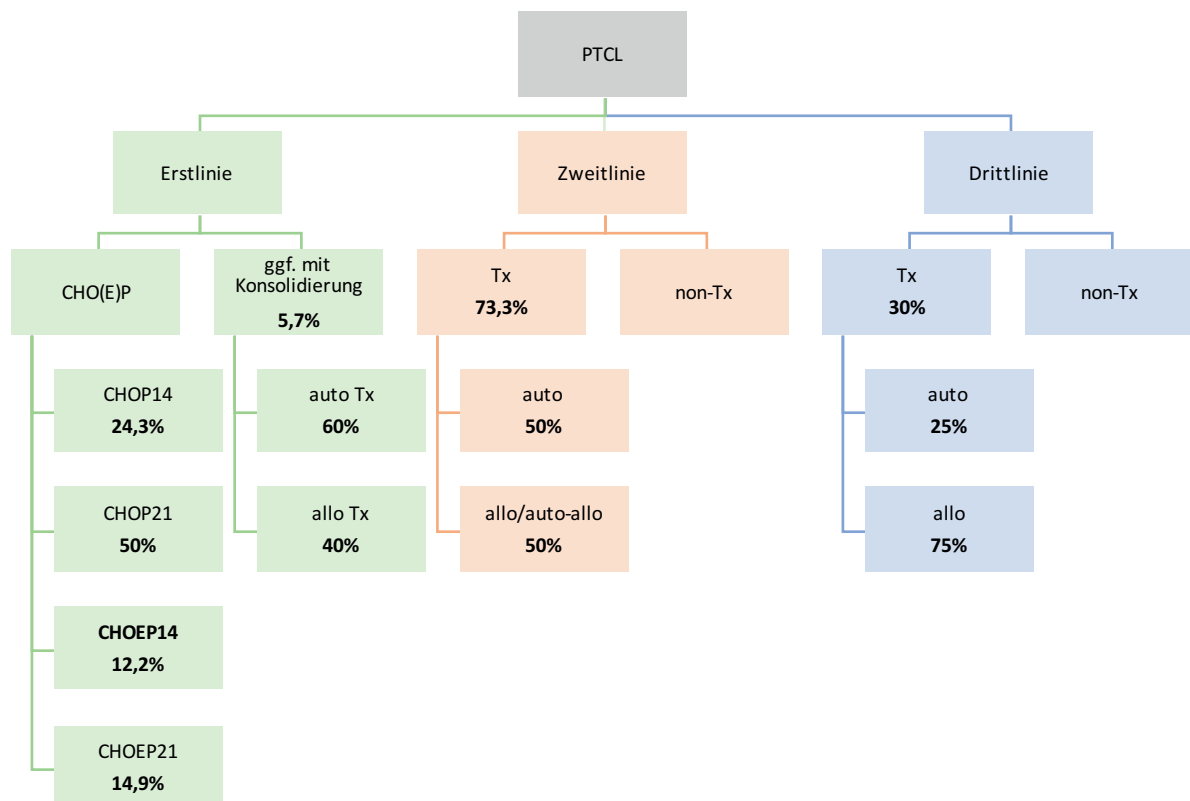 PTCL
Erstlinie
Zweitlinie
Drittlinie
CHO(E)P
ggf. mit
Konsolidierung
5,7%
Tx
73,3%
non-Tx
Tx
30%
non-Tx
CHOP14
24,3%
auto Tx
60%
auto
50%
auto
25%
CHOP21
50%
allo Tx
40%
allo/auto-allo
50%
allo
75%
CHOEP14
12,2%
CHOEP21
14,9%